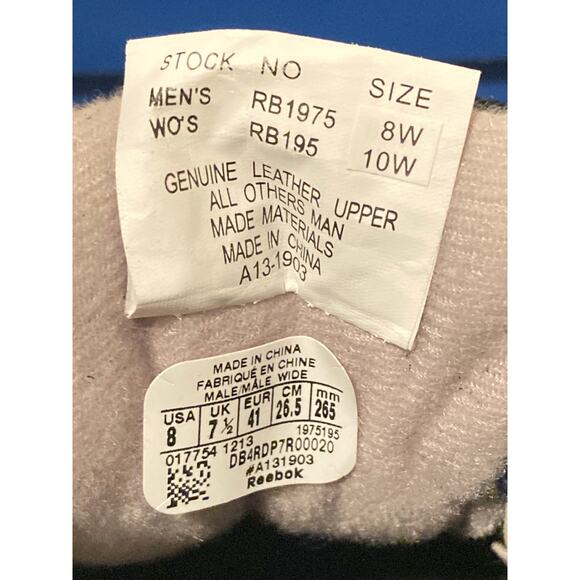 STOCK NO SIZE
MEN'S RB1975 8W
WO'S RB195 10W
GENUINE LEATHER UPPER
ALL OTHERS MAN
MADE MATERIALS
MADE IN CHINA
A13-1903
MADE IN CHINA
FABRIQUÉ EN CHINE
MALE/MÂLE WIDE
USA UK EUR CM mm
8 7 ½ 41 26.5 265
017754 1213 1975195
DB4RDP7R00020
#A131903
Reebok